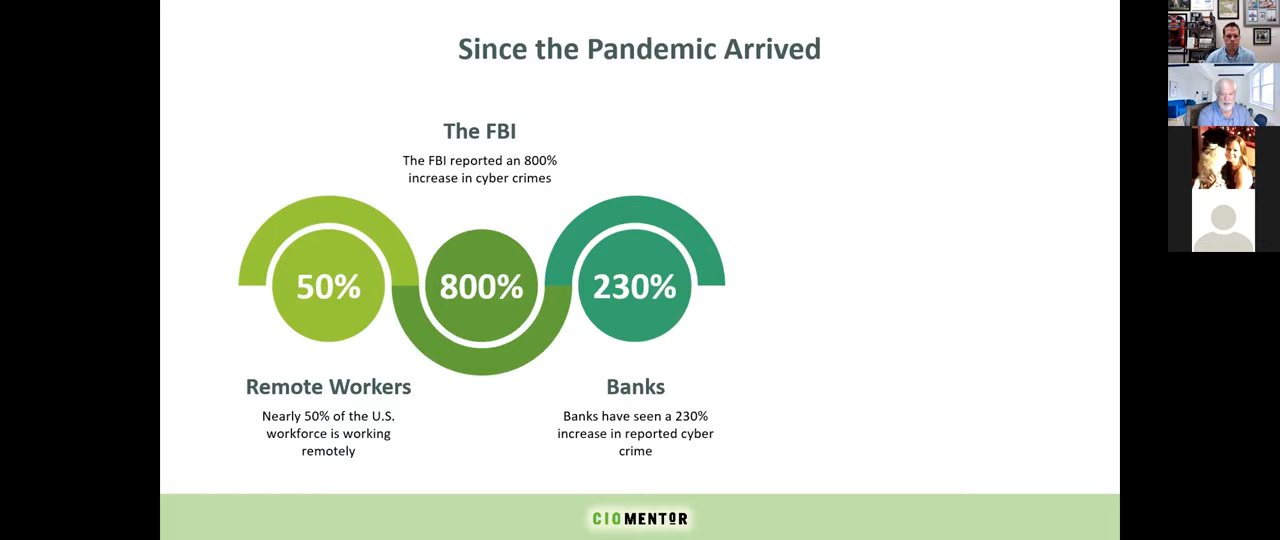 Since the Pandemic Arrived
The FBI
The FBI reported an 800%
increase in cyber crimes
50%
800%
230%
Remote Workers
Nearly 50% of the U.S.
workforce is working
remotely
Banks
Banks have seen a 230%
increase in reported cyber
crime
CIOMENTOR